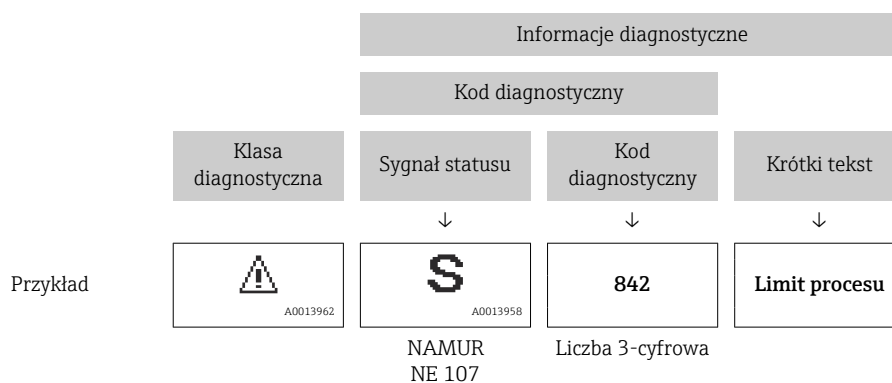 Informacje diagnostyczne
Kod diagnostyczny
Klasa
diagnostyczna
Sygnał statusu
Kod
diagnostyczny
Krótki tekst
↓ ↓ ↓
Przykład
A0013962
S
A0013958
842
Limit procesu
NAMUR
NE 107
Liczba 3-cyfrowa